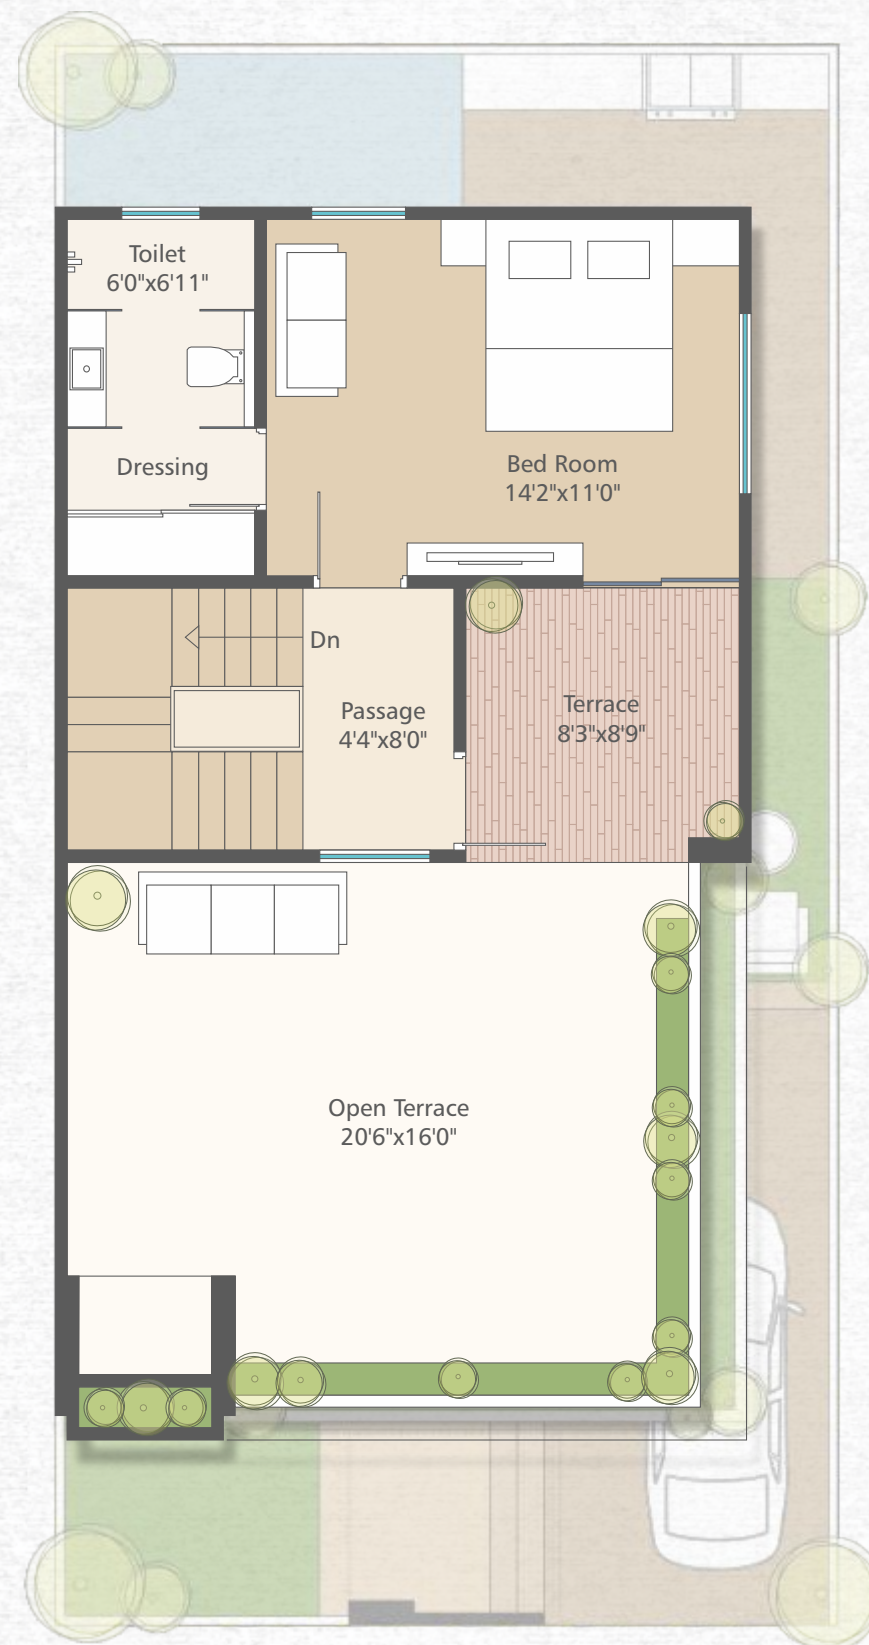 Toilet
6'0"x6'11"
Dressing
Bed Room
14'2"x11'0"
Dn
Passage
4'4"x8'0"
Terrace
8'3"x8'9"
Open Terrace
20'6"x16'0"